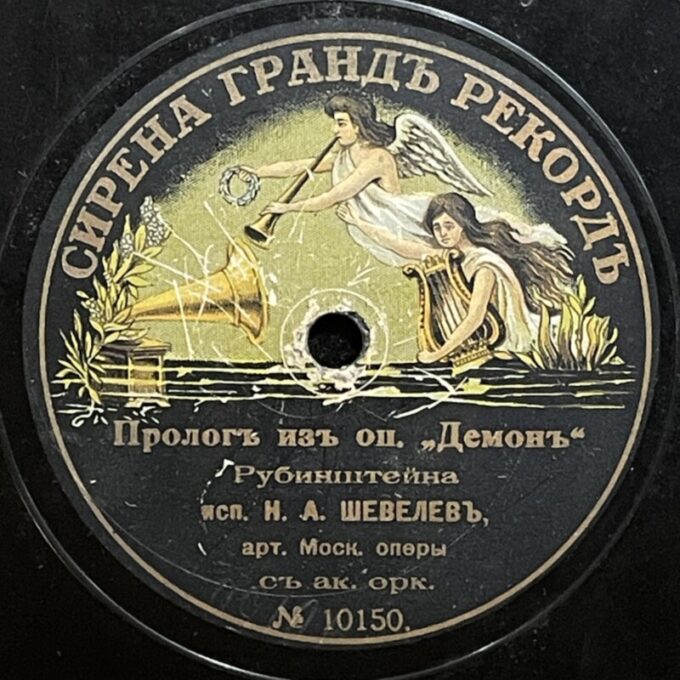 СИРЕНА ГРАНДЪ РЕКОРДЪ
Прологъ изъ оп. „Демонъ“
Рубинштейна
исп. Н. А. ШЕВЕЛЕВЪ,
арт. Моск. оперы
съ ак. орк.
№ 10150.